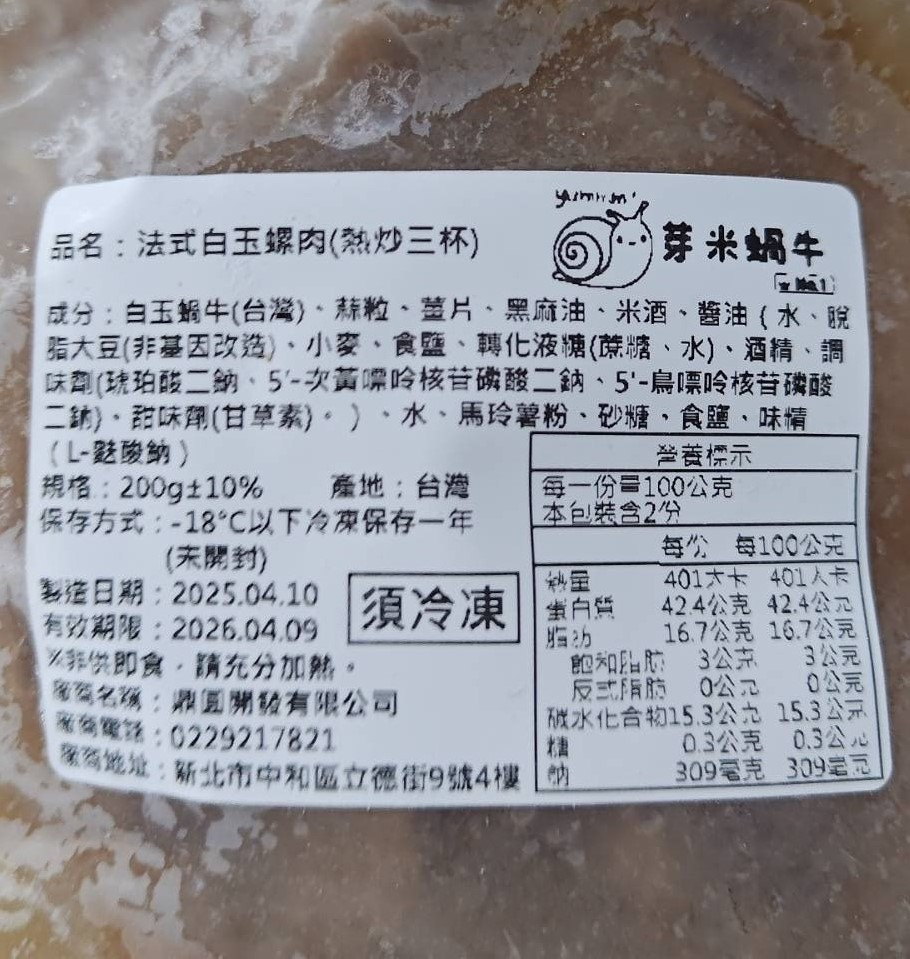 yummm'
芽米蝸牛
No.1
品名：法式白玉螺肉(熱炒三杯)
成分：白玉蝸牛(台灣)、蒜粒、薑片、黑麻油、米酒、醬油(水、脫
脂大豆(非基因改造)、小麥、食鹽、轉化液糖(蔗糖、水)、酒精、調
味劑(琥珀酸二鈉、5'-次黃嘌呤核苷磷酸二鈉、5'-鳥嘌呤核苷磷酸
二鈉)、甜味劑(甘草素)。)、水、馬玲薯粉、砂糖、食鹽、味精
(L-麩酸鈉)
規格：200g±10% 產地：台灣
保存方式：-18°C以下冷凍保存一年
(未開封)
製造日期：2025.04.10
有效期限：2026.04.09
須冷凍
※非供即食，請充分加熱。
廠商名稱：鼎圓開發有限公司
廠商電話：0229217821
廠商地址：新北市中和區立德街9號4樓
營養標示
每一份量100公克
本包裝含2份
每份 每100公克
熱量 401大卡 401大卡
蛋白質 42.4公克 42.4公克
脂肪 16.7公克 16.7公克
飽和脂肪 3公克 3公克
反式脂肪 0公克 0公克
碳水化合物 15.3公克 15.3公克
糖 0.3公克 0.3公克
鈉 309毫克 309毫克